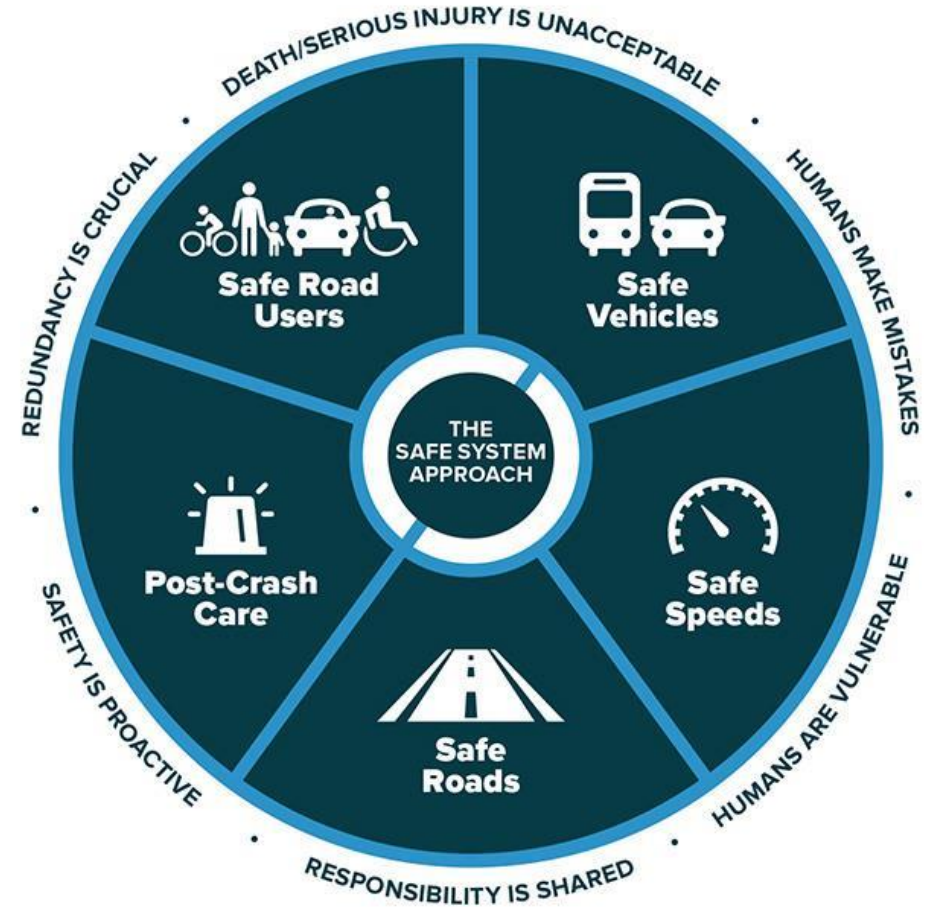 DEATH/SERIOUS INJURY IS UNACCEPTABLE
HUMANS MAKE MISTAKES
HUMANS ARE VULNERABLE
RESPONSIBILITY IS SHARED
SAFETY IS PROACTIVE
REDUNDANCY IS CRUCIAL
Safe Road
Users
Safe
Vehicles
Safe
Speeds
Safe
Roads
Post-Crash
Care
THE
SAFE SYSTEM
APPROACH